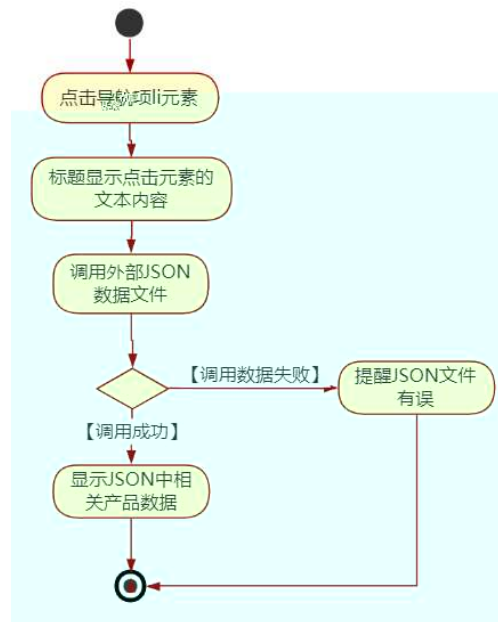 点击导航项li元素
标题显示点击元素的
文本内容
调用外部JSON
数据文件
【调用数据失败】
提醒JSON文件
有误
【调用成功】
显示JSON中相
关产品数据